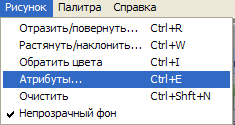 Рисунок Палитра Справка
Отразить/повернуть... Ctrl+R
Растянуть/наклонить... Ctrl+W
Обратить цвета Ctrl+I
Атрибуты... Ctrl+E
Очистить Ctrl+Shft+N
Непрозрачный фон